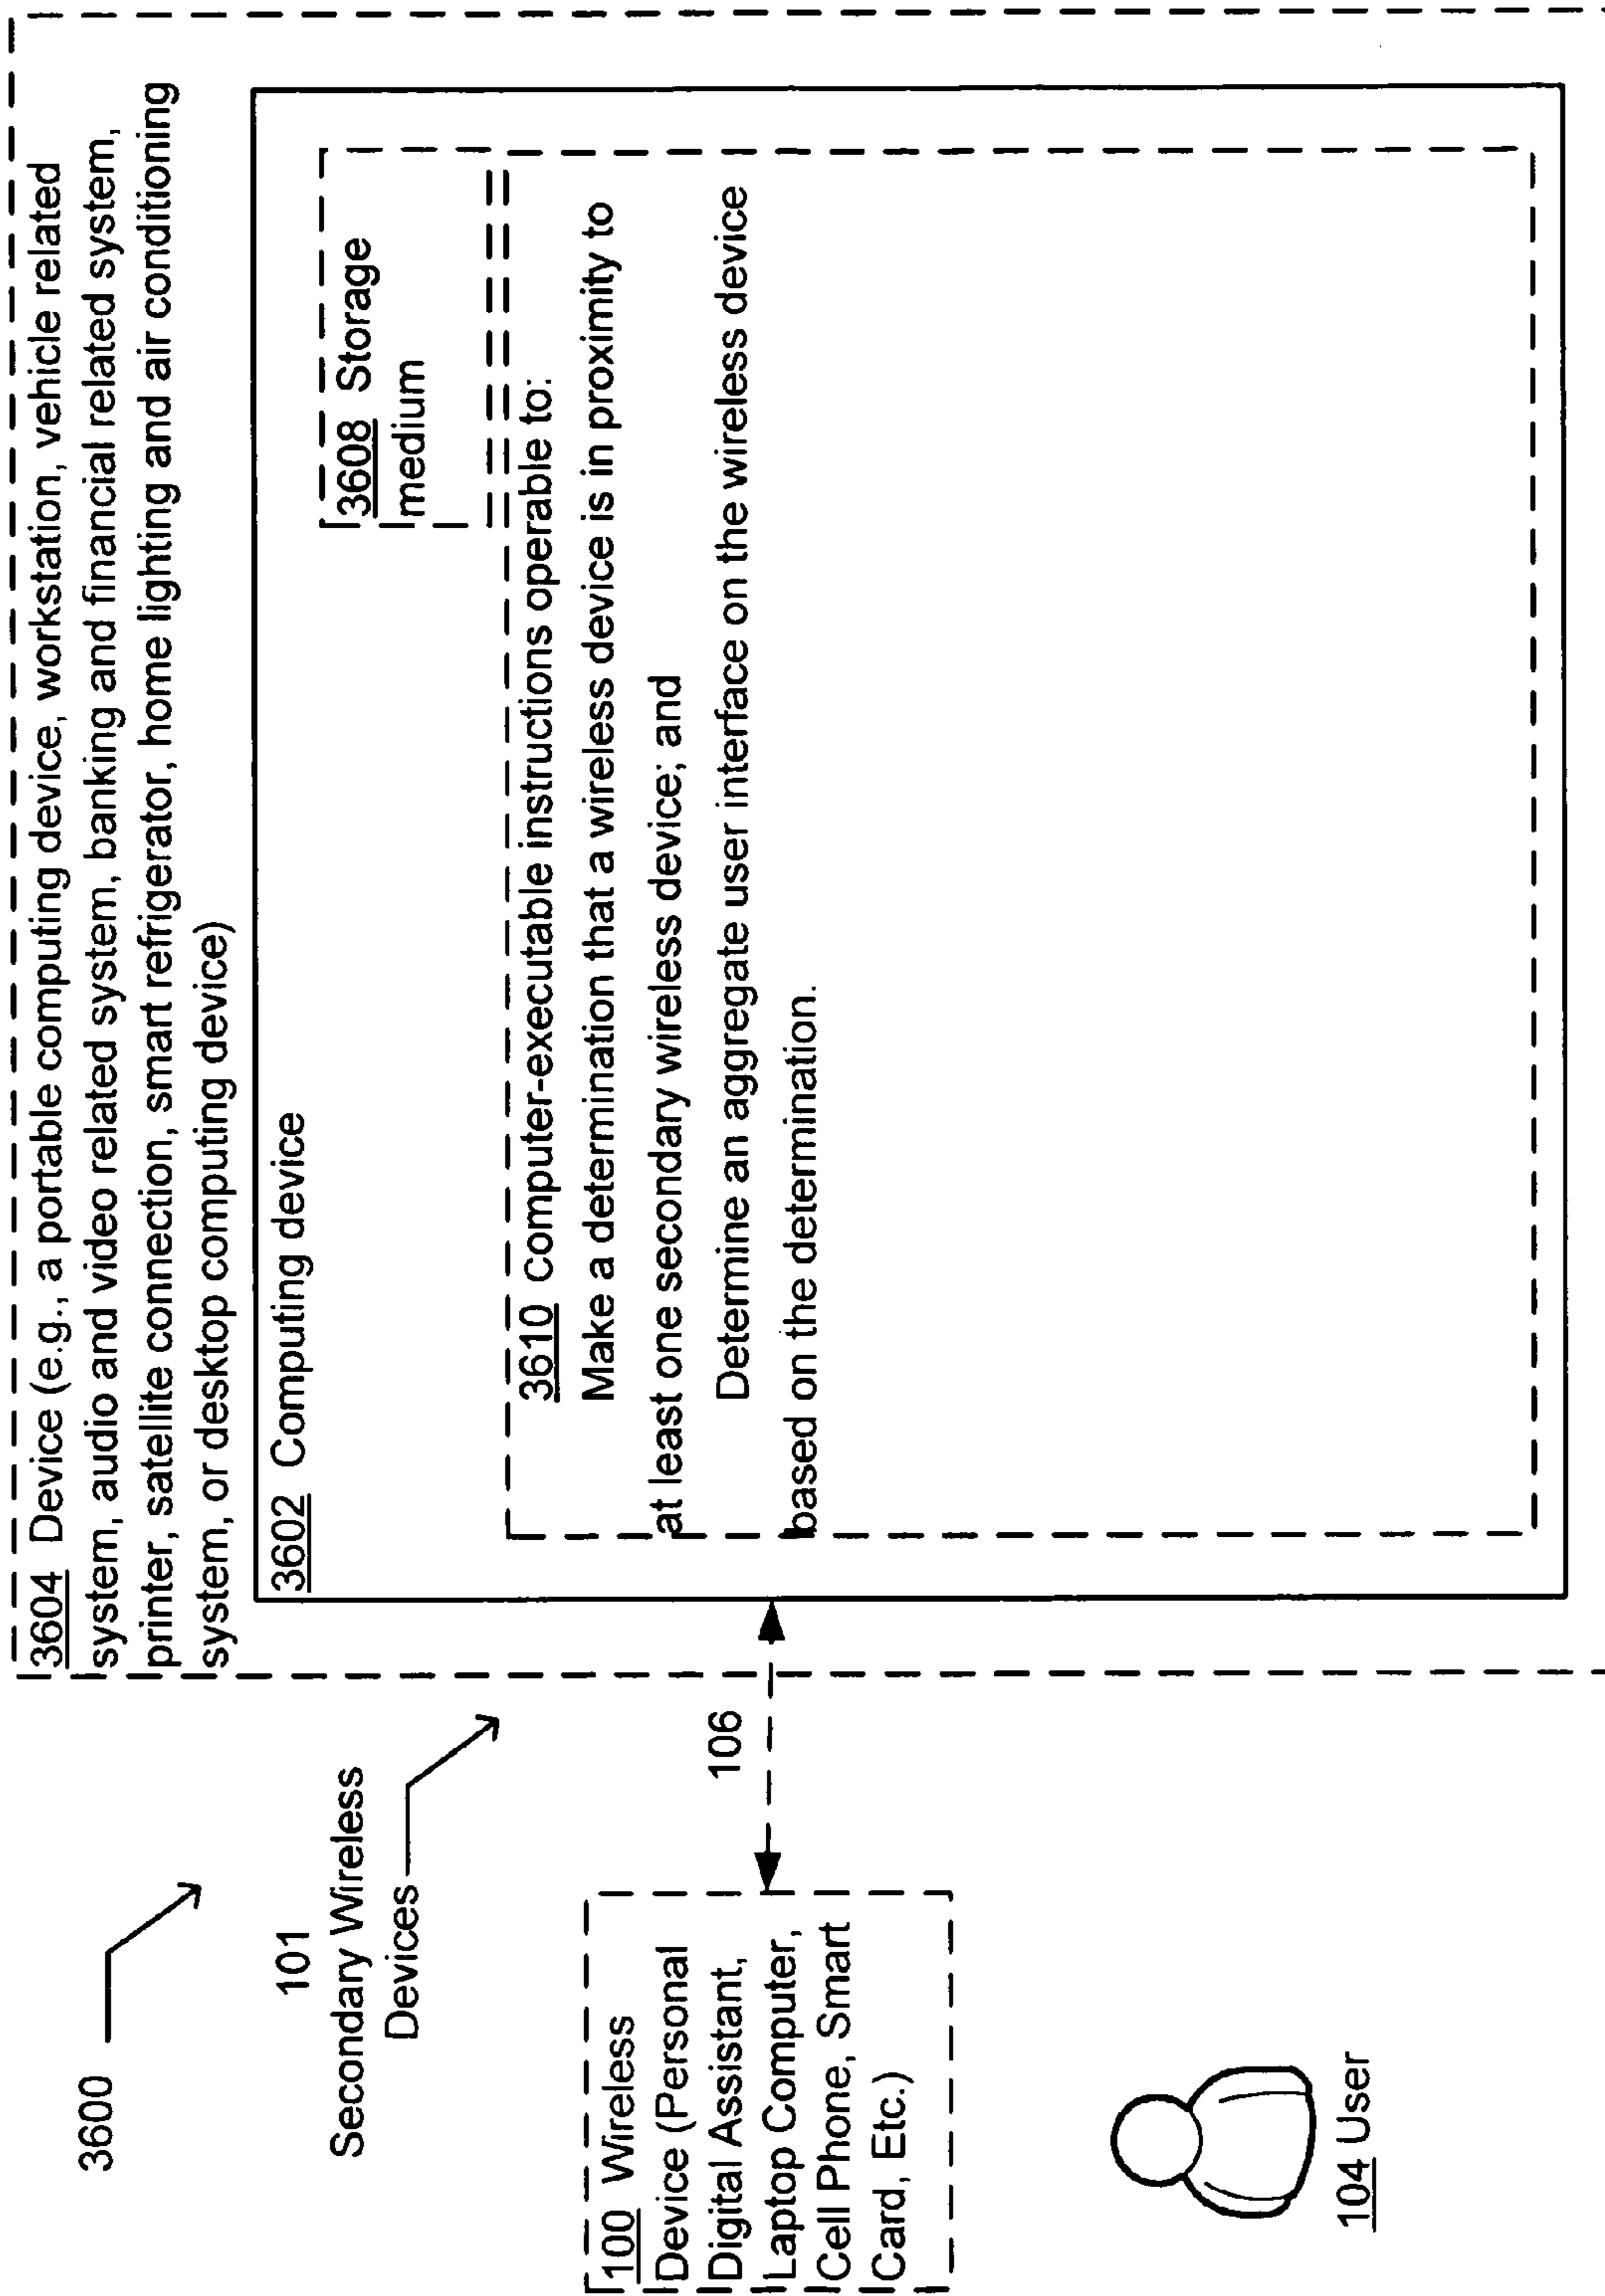 3600
101
Secondary Wireless
Devices
100 Wireless
Device (Personal
Digital Assistant,
Laptop Computer,
Cell Phone, Smart
Card, Etc.)
104 User
106
3604 Device (e.g., a portable computing device, workstation, vehicle related
system, audio and video related system, banking and financial related system,
printer, satellite connection, smart refrigerator, home lighting and air conditioning
system, or desktop computing device)
3602 Computing device
3608 Storage
medium
3610 Computer-executable instructions operable to:
Make a determination that a wireless device is in proximity to
at least one secondary wireless device; and
Determine an aggregate user interface on the wireless device
based on the determination.